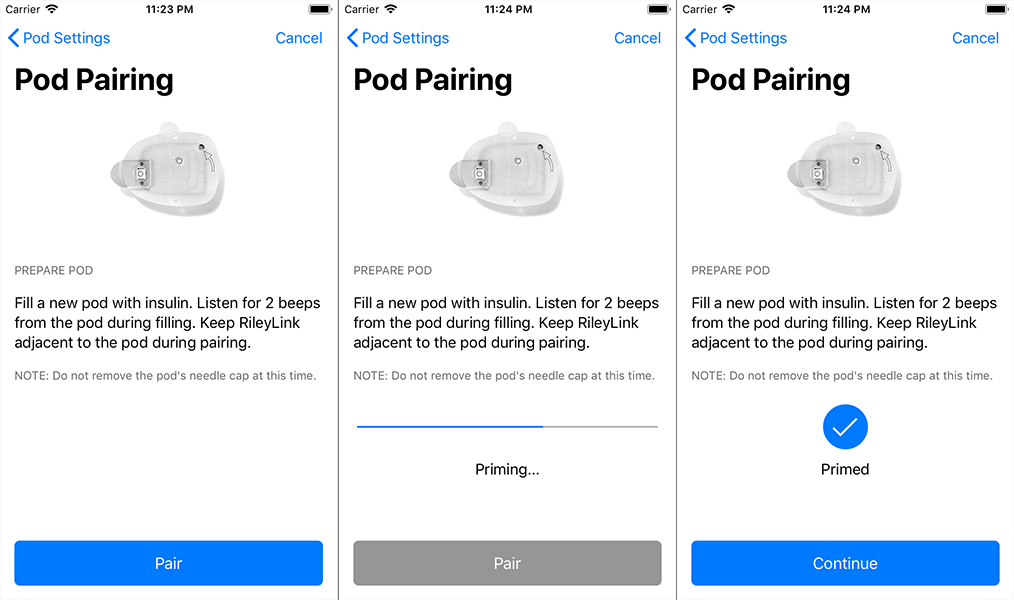 Carrier 11:23 PM
Pod Settings Cancel
Pod Pairing
PREPARE POD
Fill a new pod with insulin. Listen for 2 beeps
from the pod during filling. Keep RileyLink
adjacent to the pod during pairing.
NOTE: Do not remove the pod's needle cap at this time.
Pair
Carrier 11:24 PM
Pod Settings Cancel
Pod Pairing
PREPARE POD
Fill a new pod with insulin. Listen for 2 beeps
from the pod during filling. Keep RileyLink
adjacent to the pod during pairing.
NOTE: Do not remove the pod's needle cap at this time.
Priming...
Pair
Carrier 11:24 PM
Pod Settings Cancel
Pod Pairing
PREPARE POD
Fill a new pod with insulin. Listen for 2 beeps
from the pod during filling. Keep RileyLink
adjacent to the pod during pairing.
NOTE: Do not remove the pod's needle cap at this time.
Primed
Continue